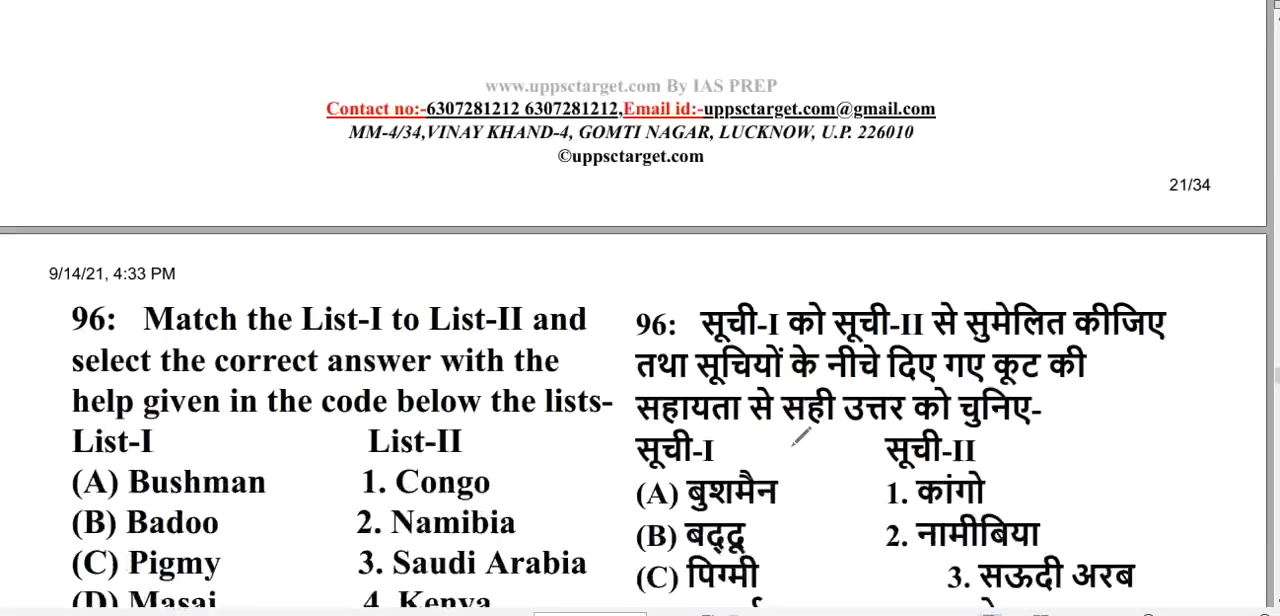 www.uppsctarget.com By IAS PREP
Contact no:-6307281212 6307281212,Email id:-uppsctarget.com@gmail.com
MM-4/34,VINAY KHAND-4, GOMTI NAGAR, LUCKNOW, U.P. 226010
©uppsctarget.com
21/34
9/14/21, 4:33 PM
96: Match the List-I to List-II and
select the correct answer with the
help given in the code below the lists-
List-I List-II
(A) Bushman 1. Congo
(B) Badoo 2. Namibia
(C) Pigmy 3. Saudi Arabia
(D) Masai 4. Kenya
96: सूची-I को सूची-II से सुमेलित कीजिए
तथा सूचियों के नीचे दिए गए कूट की
सहायता से सही उत्तर को चुनिए-
सूची-I सूची-II
(A) बुशमैन 1. कांगो
(B) बद्दू 2. नामीबिया
(C) पिग्मी 3. सऊदी अरब